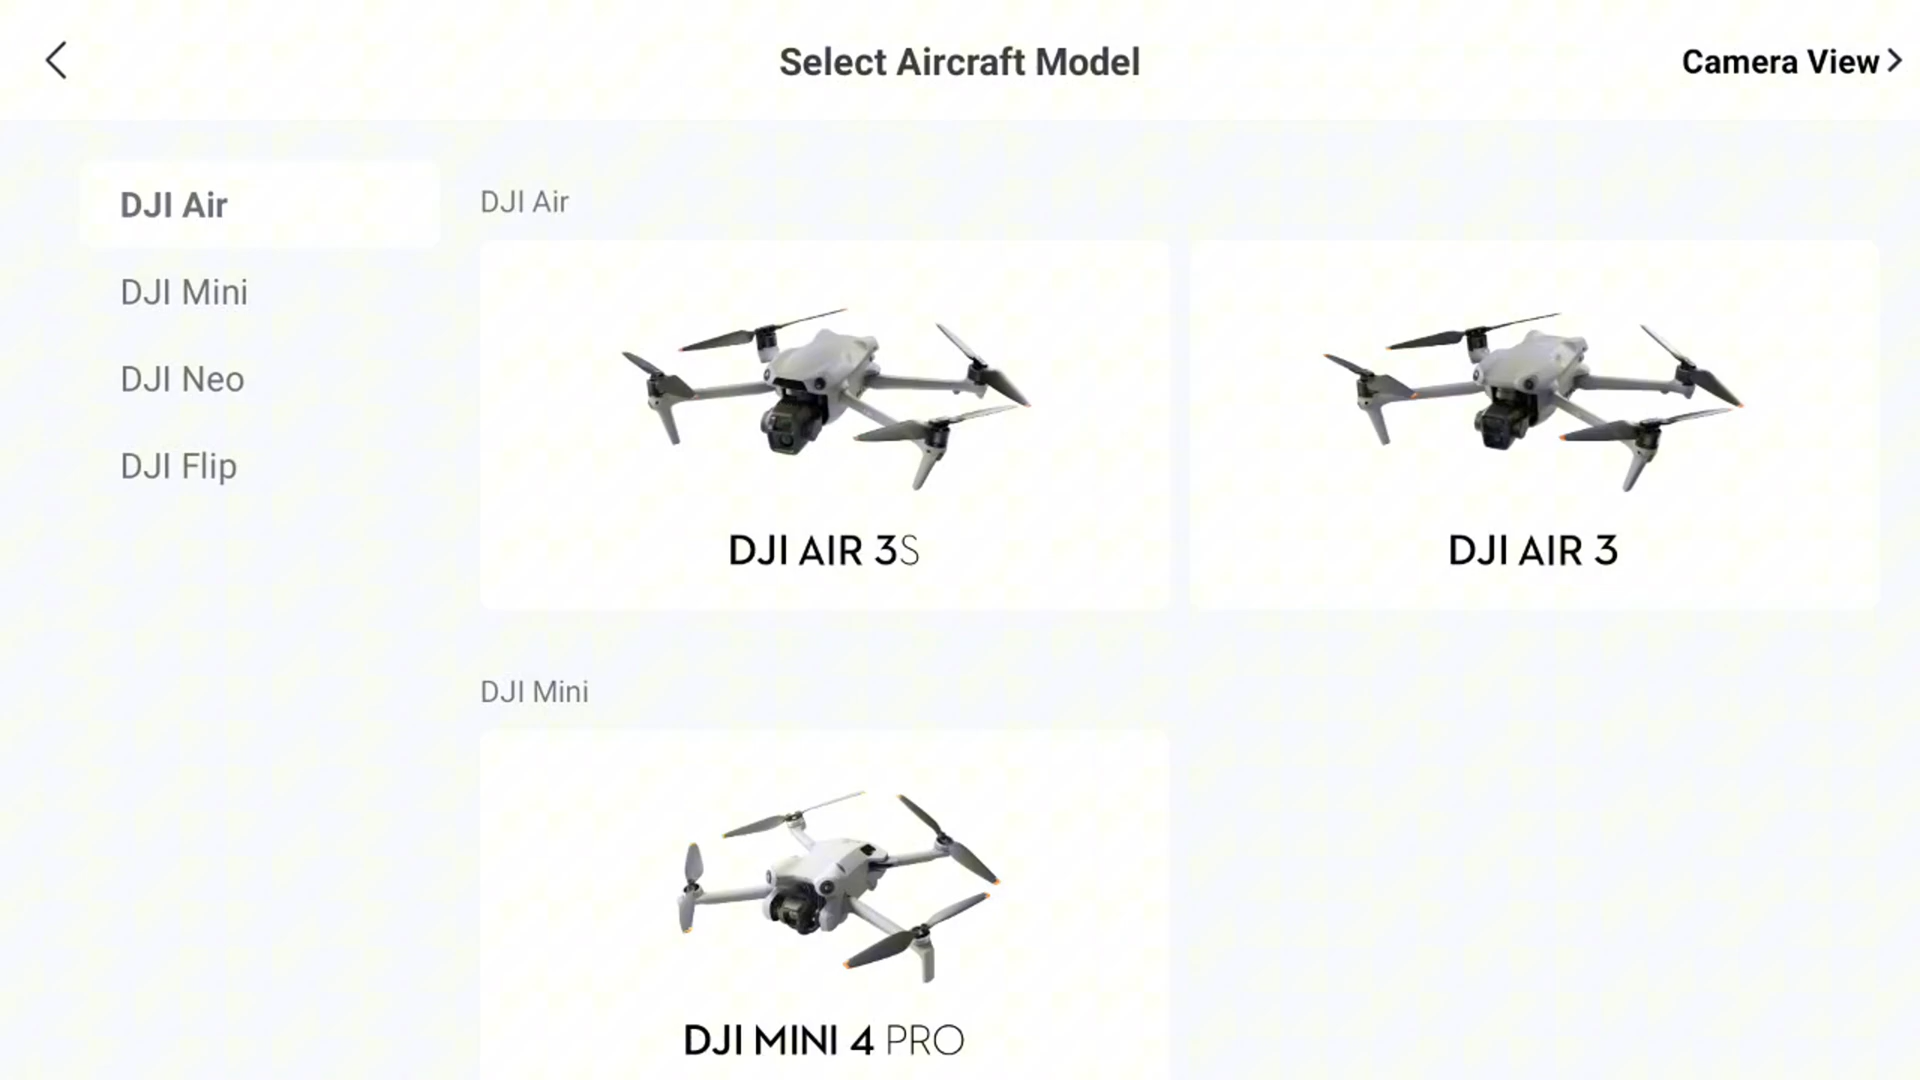 Select Aircraft Model
Camera View
DJI Air
DJI Mini
DJI Neo
DJI Flip
DJI Air
DJI AIR 3S
DJI AIR 3
DJI Mini
DJI MINI 4 PRO